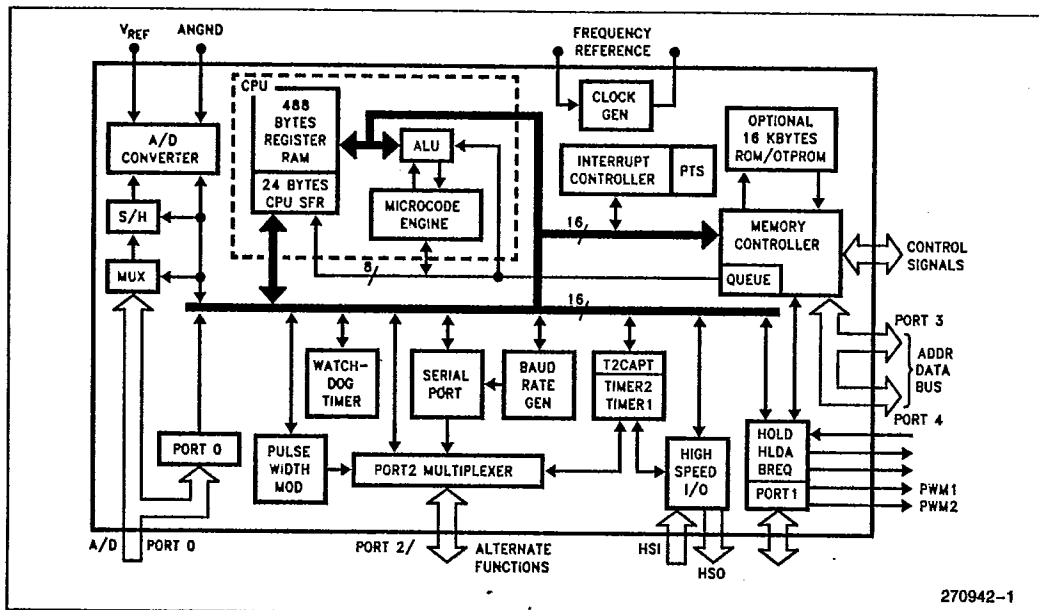 VREF
ANGND
FREQUENCY
REFERENCE
CPU
488
BYTES
REGISTER
RAM
24 BYTES
CPU SFR
ALU
MICROCODE
ENGINE
CLOCK
GEN
OPTIONAL
16 KBYTES
ROM/OTPROM
A/D
CONVERTER
S/H
MUX
INTERRUPT
CONTROLLER
PTS
16
MEMORY
CONTROLLER
QUEUE
CONTROL
SIGNALS
8
16
PORT 3
ADDR
DATA
BUS
PORT 4
WATCH-
DOG
TIMER
SERIAL
PORT
BAUD
RATE
GEN
T2CAPT
TIMER2
TIMER1
PORT 0
PULSE
WIDTH
MOD
PORT2 MULTIPLEXER
HIGH
SPEED
I/O
HOLD
HLDA
BREQ
PORT1
PWM1
PWM2
A/D
PORT 0
PORT 2/
ALTERNATE
FUNCTIONS
HSI
HSO
270942-1